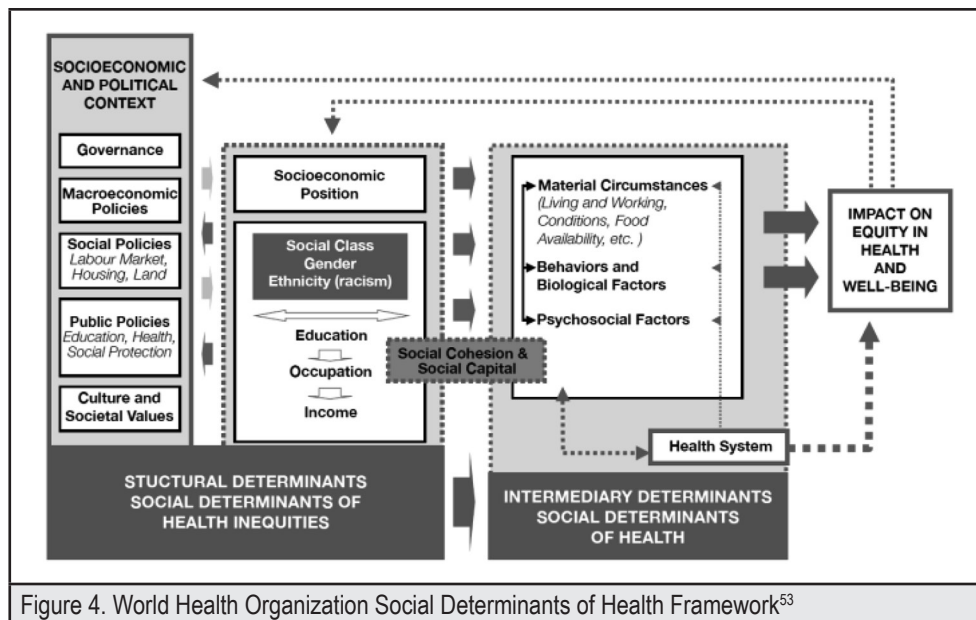 SOCIOECONOMIC
AND POLITICAL
CONTEXT
Governance
Macroeconomic
Policies
Social Policies
Labour Market,
Housing, Land
Public Policies
Education, Health,
Social Protection
Culture and
Societal Values
Socioeconomic
Position
Social Class
Gender
Ethnicity (racism)
Education
Occupation
Income
Social Cohesion &
Social Capital
Material Circumstances
(Living and Working,
Conditions, Food
Availability, etc. )
Behaviors and
Biological Factors
Psychosocial Factors
Health System
IMPACT ON
EQUITY IN
HEALTH
AND
WELL-BEING
STUCTURAL DETERMINANTS
SOCIAL DETERMINANTS OF
HEALTH INEQUITIES
INTERMEDIARY DETERMINANTS
SOCIAL DETERMINANTS
OF HEALTH
Figure 4. World Health Organization Social Determinants of Health Framework53